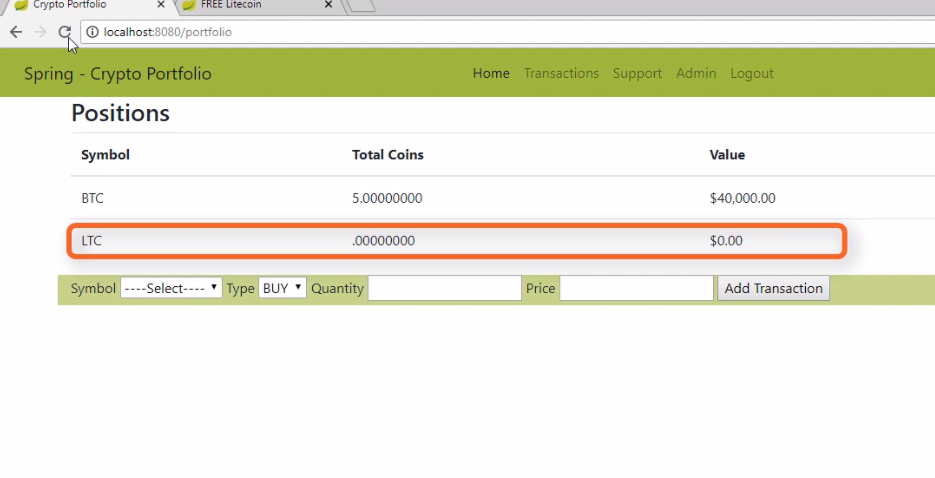 Crypto Portfolio × FREE Litecoin ×
localhost:8080/portfolio
Spring - Crypto Portfolio Home Transactions Support Admin Logout
Positions
Symbol Total Coins Value
BTC 5.00000000 $40,000.00
LTC .00000000 $0.00
Symbol ----Select---- Type BUY Quantity Price Add Transaction